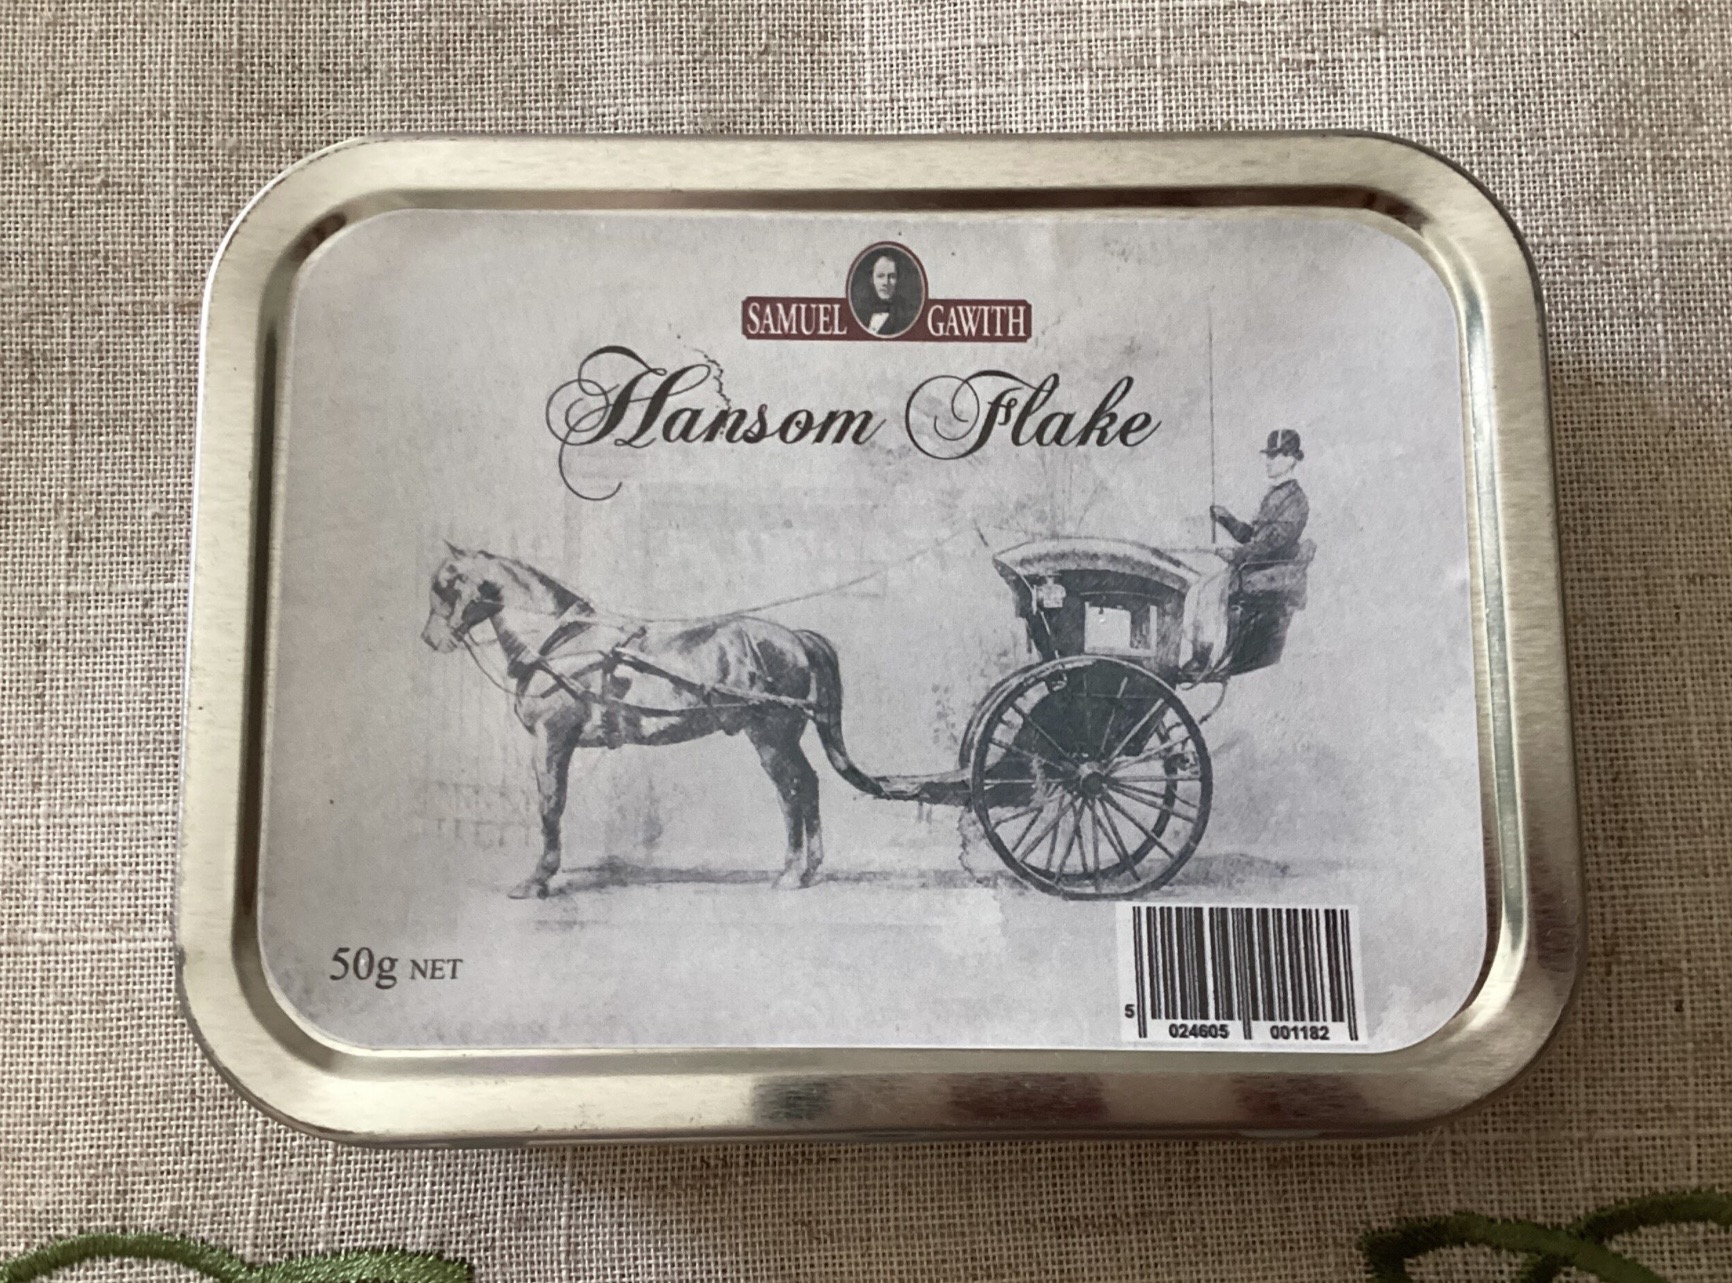 SAMUEL GAWITH
Hansom Flake
50g NET
5 024605 001182